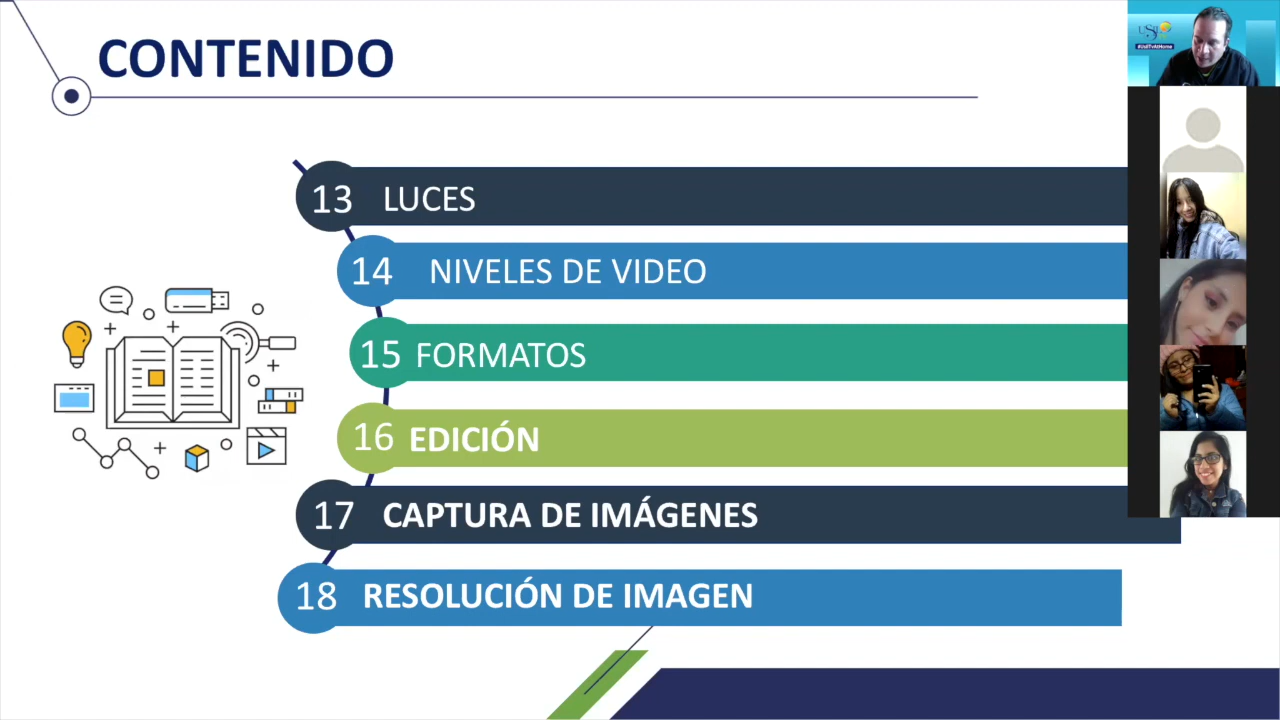 CONTENIDO
13 LUCES
14 NIVELES DE VIDEO
15 FORMATOS
16 EDICIÓN
17 CAPTURA DE IMÁGENES
18 RESOLUCIÓN DE IMAGEN
#UsilTvAtHome